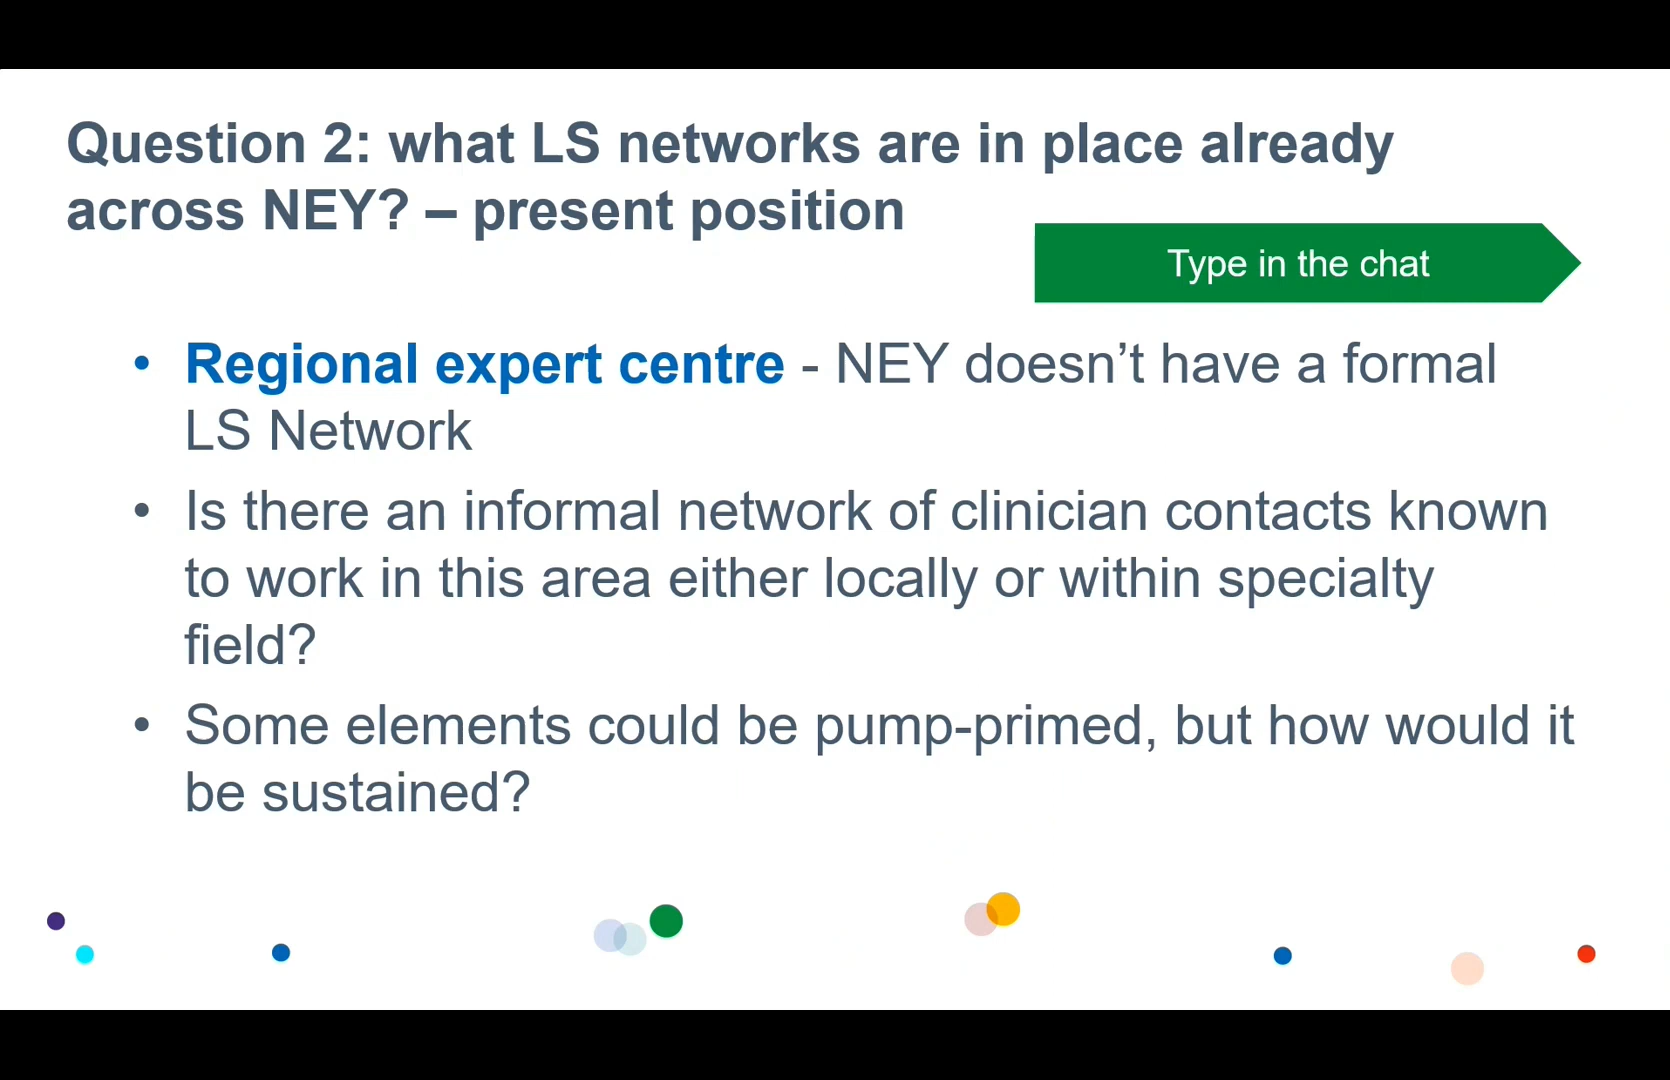 Question 2: what LS networks are in place already
across NEY? – present position
Type in the chat
• Regional expert centre - NEY doesn’t have a formal
LS Network
• Is there an informal network of clinician contacts known
to work in this area either locally or within specialty
field?
• Some elements could be pump-primed, but how would it
be sustained?